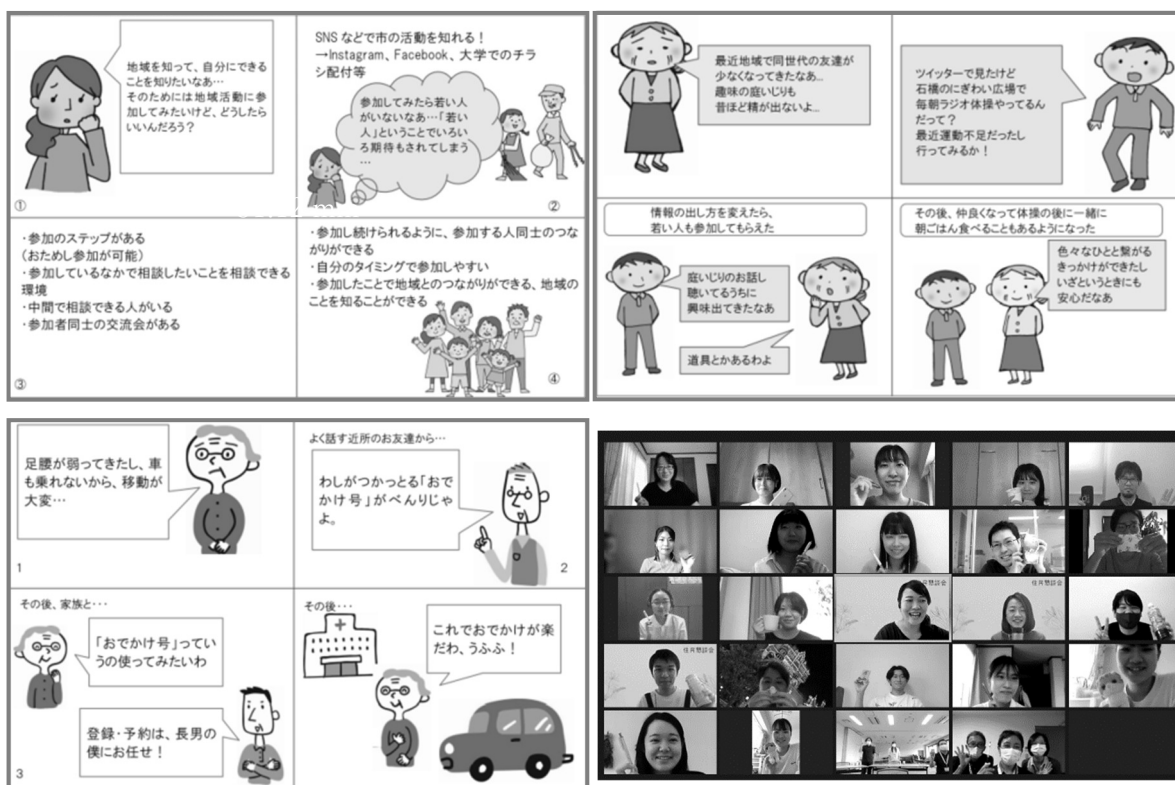 地域を知って、自分にできる
ことを知りたいなあ…
そのためには地域活動に参
加してみたいけど、どうしたら
いいんだろう？
①
SNS などで市の活動を知れる！
→Instagram、Facebook、大学でのチラ
シ配付等
参加してみたら若い人
がいないなあ…「若い
人」ということでいろい
ろ期待もされてしまう
…
②
・参加のステップがある
（おためし参加が可能）
・参加しているなかで相談したいことを相談できる
環境
・中間で相談できる人がいる
・参加者同士の交流会がある
③
・参加し続けられるように、参加する人同士のつな
がりができる
・自分のタイミングで参加しやすい
・参加したことで地域とのつながりができる、地域の
ことを知ることができる
④
最近地域で同世代の友達が
少なくなってきたなあ…
趣味の庭いじりも
昔ほど精が出ないよ…
ツイッターで見たけど
石橋のにぎわい広場で
毎朝ラジオ体操やってるん
だって？
最近運動不足だったし
行ってみるか！
情報の出し方を変えたら、
若い人も参加してもらえた
庭いじりのお話し
聴いてるうちに
興味出てきたなあ
道具とかあるわよ
その後、仲良くなって体操の後に一緒に
朝ごはん食べることもあるようになった
色々なひとと繋がる
きっかけができたし
いざというときにも
安心だなあ
足腰が弱ってきたし、車
も乗れないから、移動が
大変…
1
よく話す近所のお友達から…
わしがつかっとる「おで
かけ号」がべんりじゃ
よ。
2
その後、家族と・・・
「おでかけ号」ってい
うの使ってみたいわ
登録・予約は、長男の
僕にお任せ！
3
その後・・・
これでおでかけが楽
だわ、うふふ！